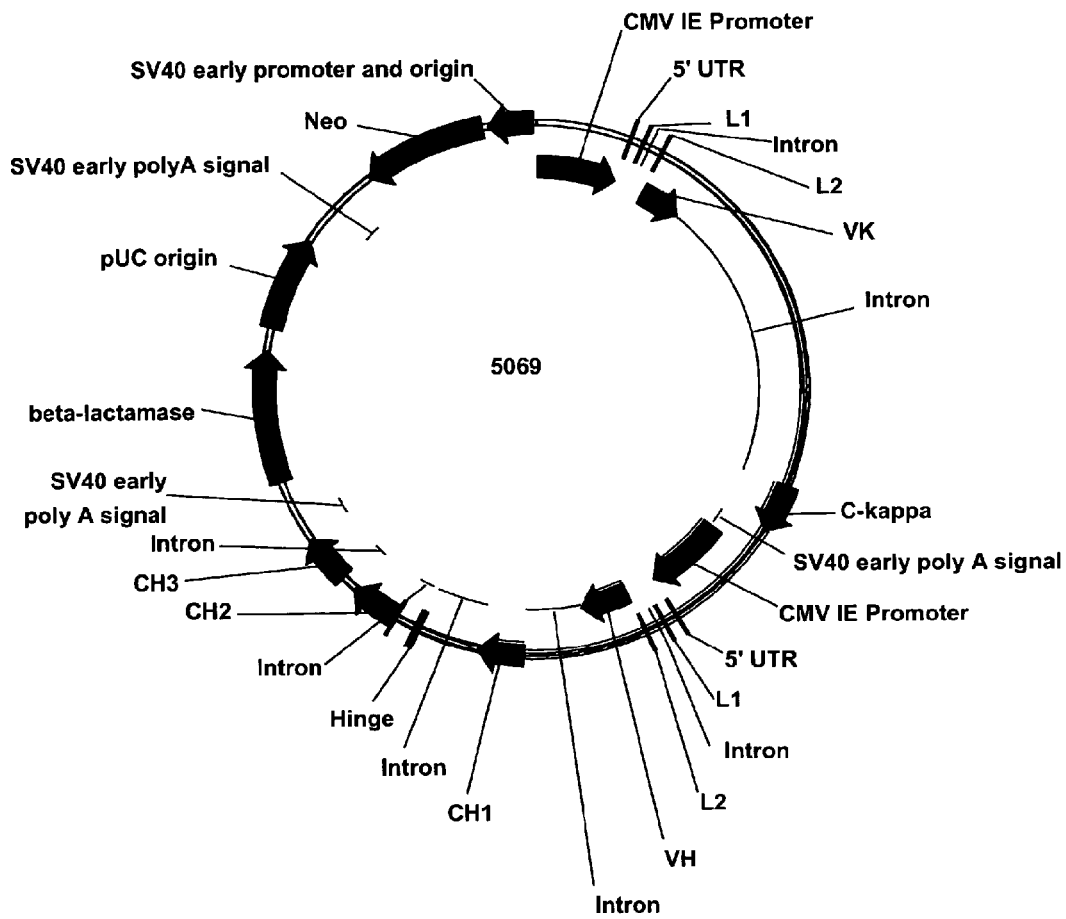 CMV IE Promoter
SV40 early promoter and origin
5' UTR
Neo
L1
Intron
SV40 early polyA signal
L2
VK
pUC origin
Intron
5069
beta-lactamase
SV40 early
poly A signal
C-kappa
Intron
SV40 early poly A signal
CH3
CH2
CMV IE Promoter
Intron
5' UTR
L1
Hinge
Intron
Intron
L2
CH1
VH
Intron